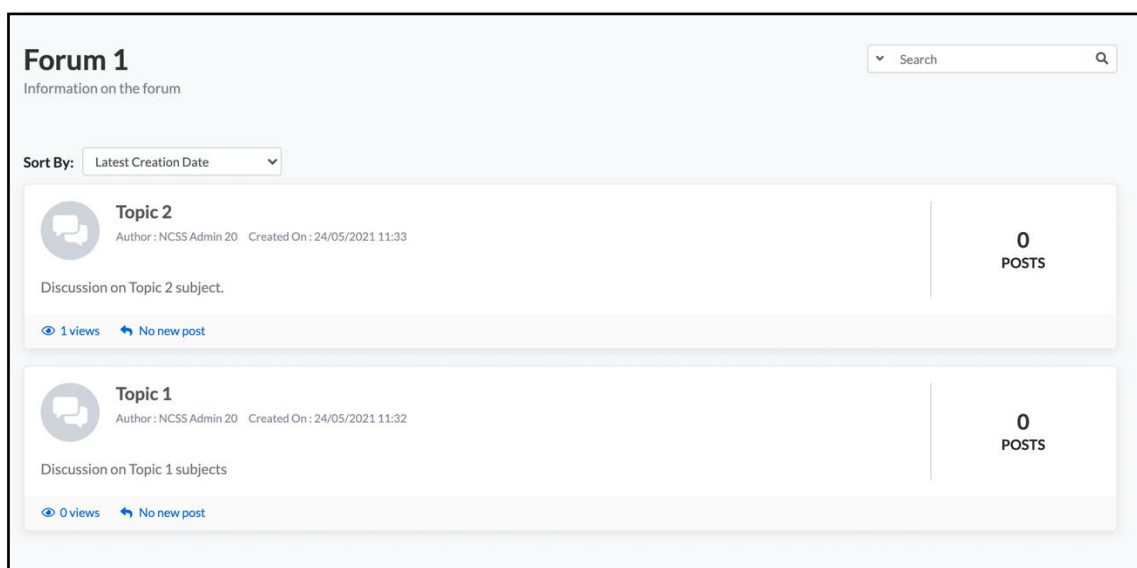 Forum 1
Search
Information on the forum
Sort By: Latest Creation Date
Topic 2
Author : NCSS Admin 20 Created On : 24/05/2021 11:33
0
POSTS
Discussion on Topic 2 subject.
1 views No new post
Topic 1
Author : NCSS Admin 20 Created On : 24/05/2021 11:32
0
POSTS
Discussion on Topic 1 subjects
0 views No new post